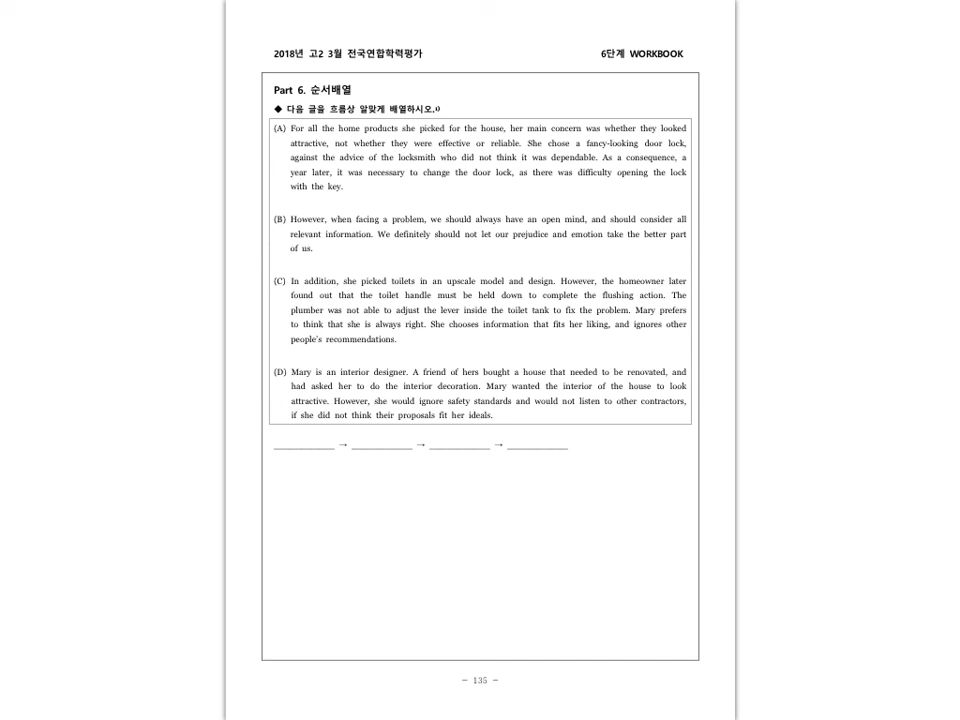 2018년 고2 3월 전국연합학력평가
6단계 WORKBOOK
Part 6. 순서배열
◆ 다음 글을 흐름상 알맞게 배열하시오.1)
(A) For all the home products she picked for the house, her main concern was whether they looked
attractive, not whether they were effective or reliable. She chose a fancy-looking door lock,
against the advice of the locksmith who did not think it was dependable. As a consequence, a
year later, it was necessary to change the door lock, as there was difficulty opening the lock
with the key.
(B) However, when facing a problem, we should always have an open mind, and should consider all
relevant information. We definitely should not let our prejudice and emotion take the better part
of us.
(C) In addition, she picked toilets in an upscale model and design. However, the homeowner later
found out that the toilet handle must be held down to complete the flushing action. The
plumber was not able to adjust the lever inside the toilet tank to fix the problem. Mary prefers
to think that she is always right. She chooses information that fits her liking, and ignores other
people's recommendations.
(D) Mary is an interior designer. A friend of hers bought a house that needed to be renovated, and
had asked her to do the interior decoration. Mary wanted the interior of the house to look
attractive. However, she would ignore safety standards and would not listen to other contractors,
if she did not think their proposals fit her ideals.
____________ → ____________ → ____________ → ____________
- 135 -